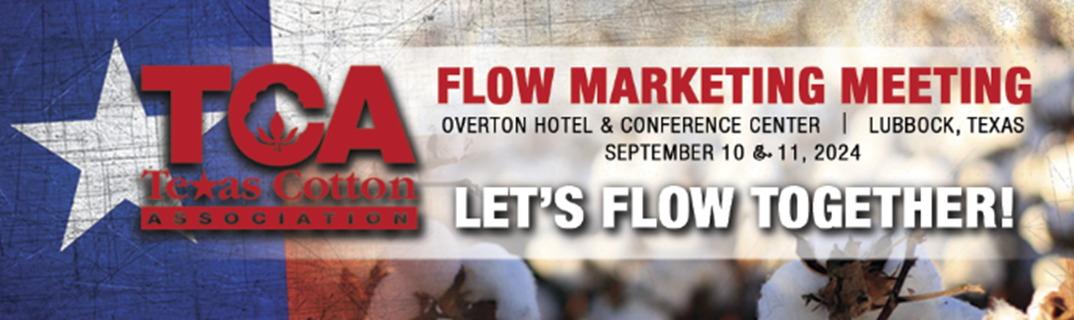 TCA
Texas Cotton
ASSOCIATION
FLOW MARKETING MEETING
OVERTON HOTEL & CONFERENCE CENTER | LUBBOCK, TEXAS
SEPTEMBER 10 & 11, 2024
LET'S FLOW TOGETHER!